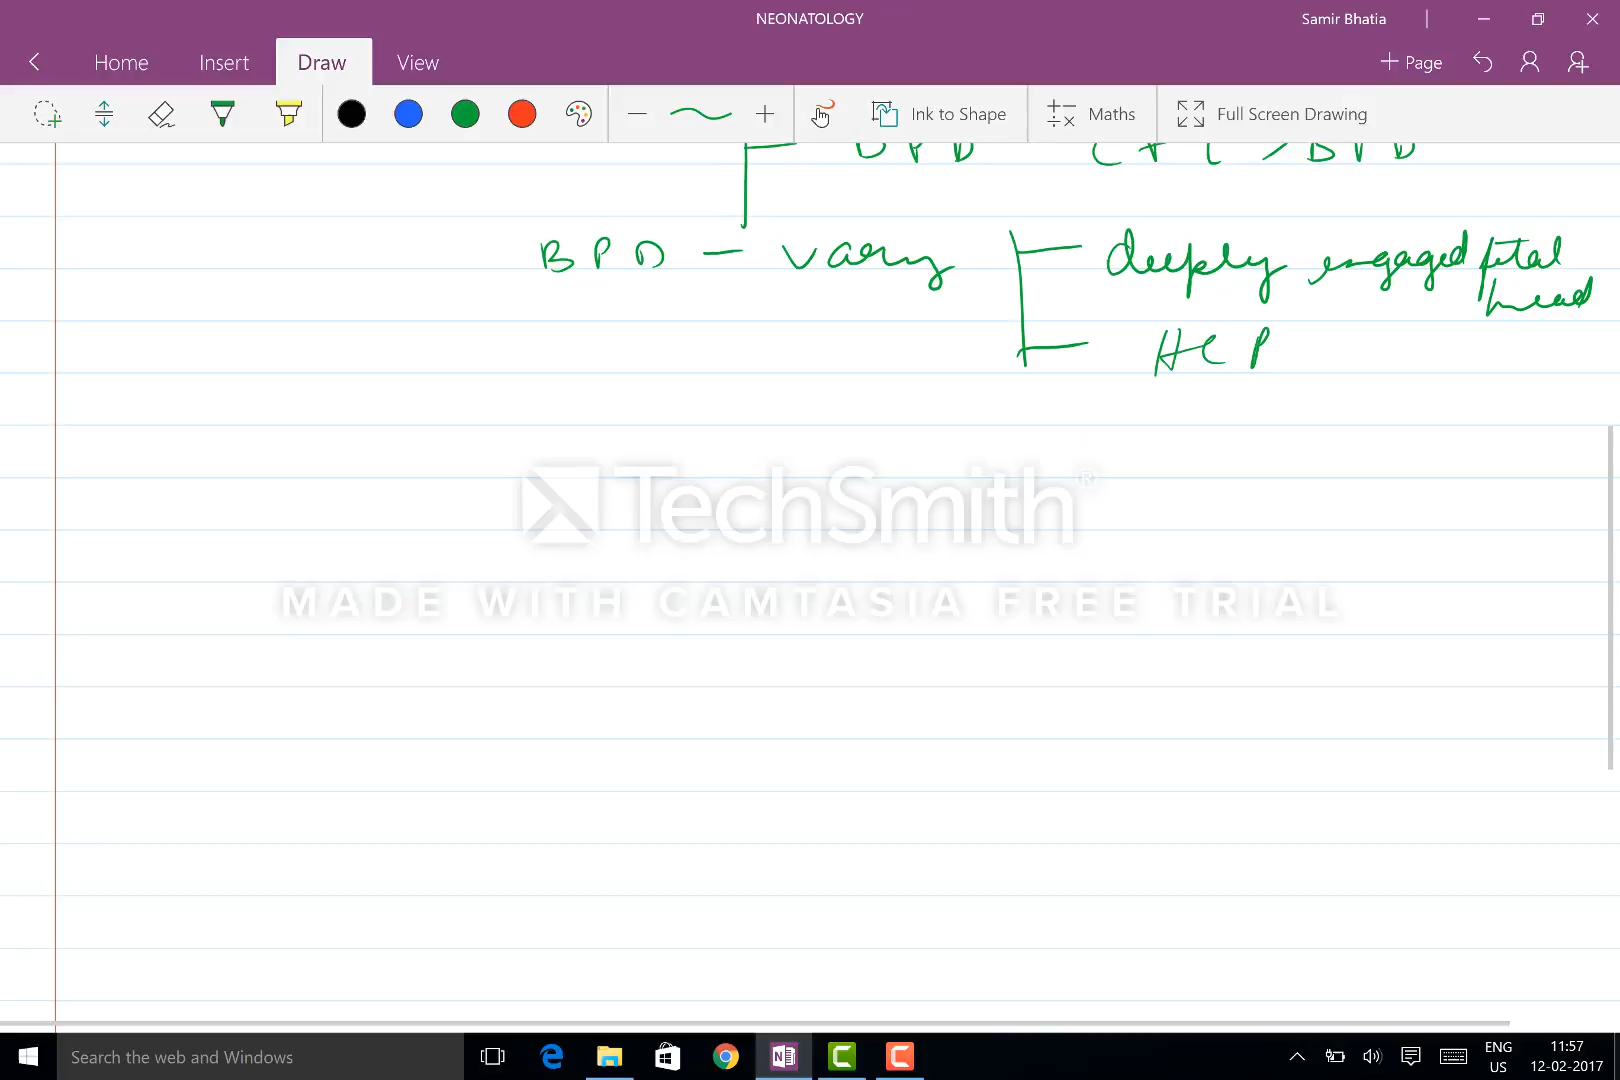 NEONATOLOGY
Samir Bhatia
Home Insert Draw View
Page
Ink to Shape Maths Full Screen Drawing
BPD - vary deeply engaged fetal
head
HCP
TechSmith®
MADE WITH CAMTASIA FREE TRIAL
Search the web and Windows
ENG 11:57
US 12-02-2017